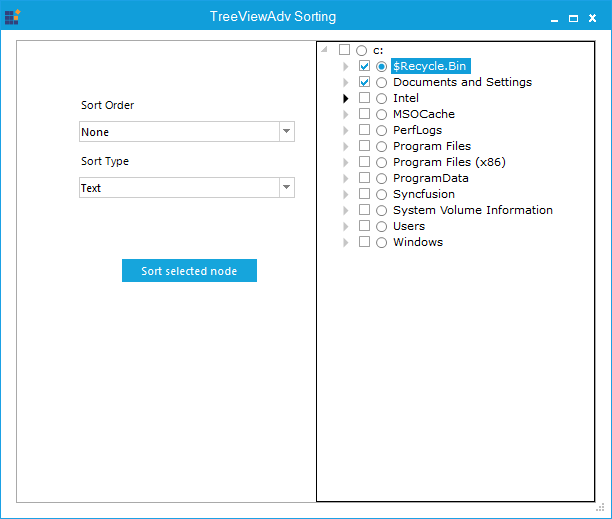 TreeViewAdv Sorting
Sort Order
None
Sort Type
Text
Sort selected node
c:
$Recycle.Bin
Documents and Settings
Intel
MSOCache
PerfLogs
Program Files
Program Files (x86)
ProgramData
Syncfusion
System Volume Information
Users
Windows